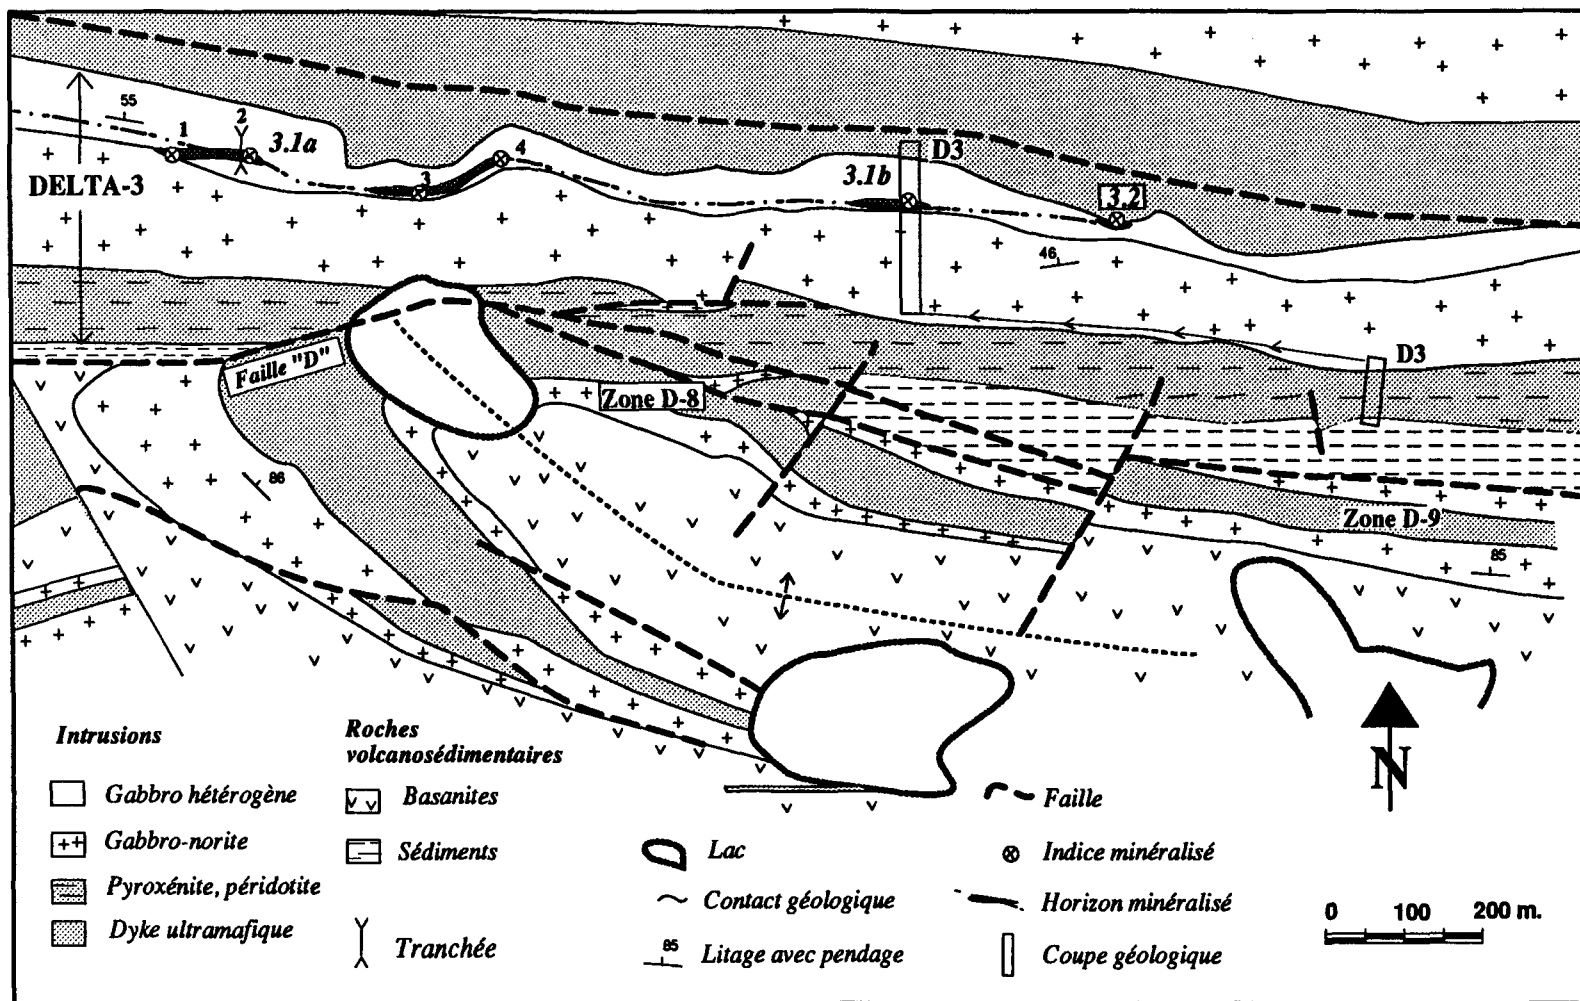 55
1
2
3.1a
D3
4
3
3.1b
3.2
DELTA-3
46
D3
Faille "D"
Zone D-8
86
Zone D-9
85
Intrusions
Gabbro hétérogène
Gabbro-norite
Pyroxénite, péridotite
Dyke ultramafique
Roches
volcanosédimentaires
Basanites
Sédiments
Tranchée
Lac
Contact géologique
85
Litage avec pendage
Faille
Indice minéralisé
Horizon minéralisé
Coupe géologique
N
0 100 200 m.